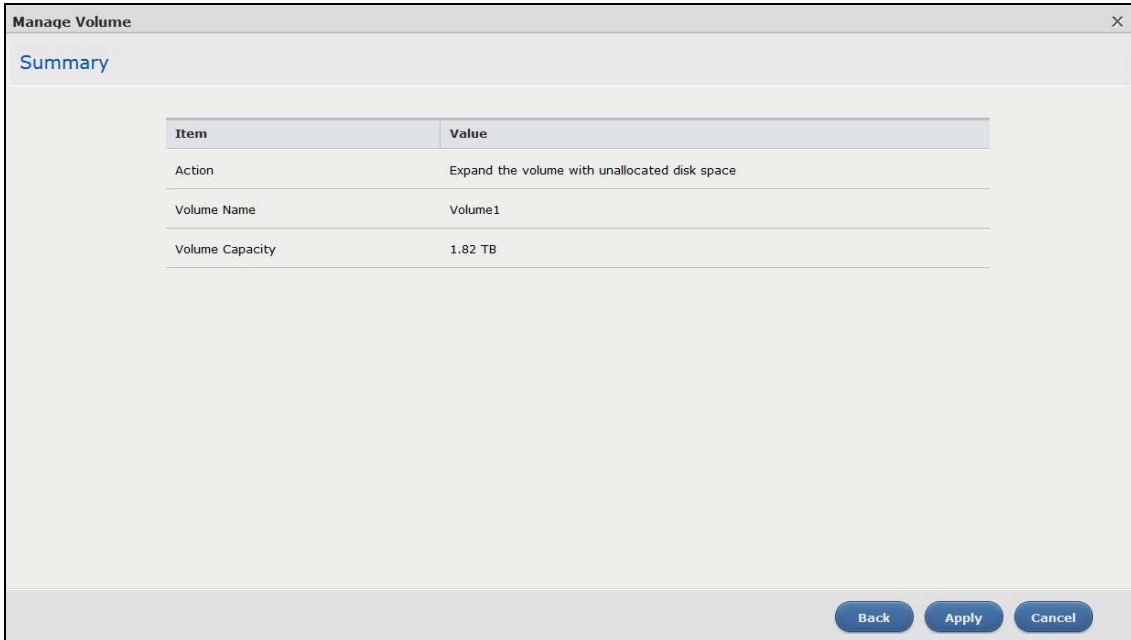 Manage Volume
Summary
Item Value
Action Expand the volume with unallocated disk space
Volume Name Volume1
Volume Capacity 1.82 TB
Back Apply Cancel